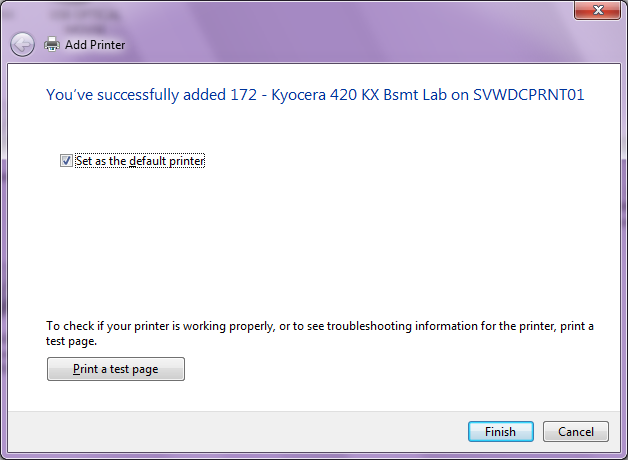 Add Printer
You've successfully added 172 - Kyocera 420 KX Bsmt Lab on SVWDCPRNT01
Set as the default printer
To check if your printer is working properly, or to see troubleshooting information for the printer, print a
test page.
Print a test page
Finish
Cancel